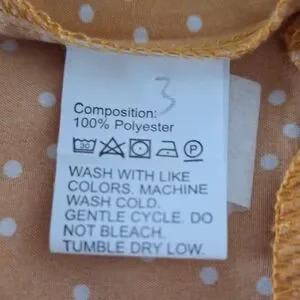 3
Composition:
100% Polyester
30 P
WASH WITH LIKE
COLORS. MACHINE
WASH COLD.
GENTLE CYCLE. DO
NOT BLEACH.
TUMBLE DRY LOW.